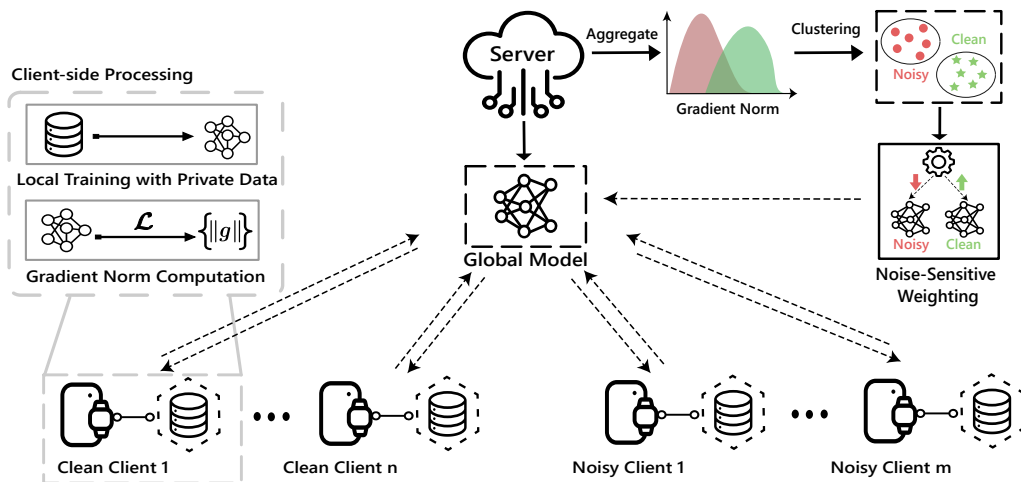 Client-side Processing
Local Training with Private Data
𝓛
{||g||}
Gradient Norm Computation
Server
Aggregate
Gradient Norm
Clustering
Noisy
Clean
Noisy
Clean
Noise-Sensitive
Weighting
Global Model
Clean Client 1
Clean Client n
Noisy Client 1
Noisy Client m